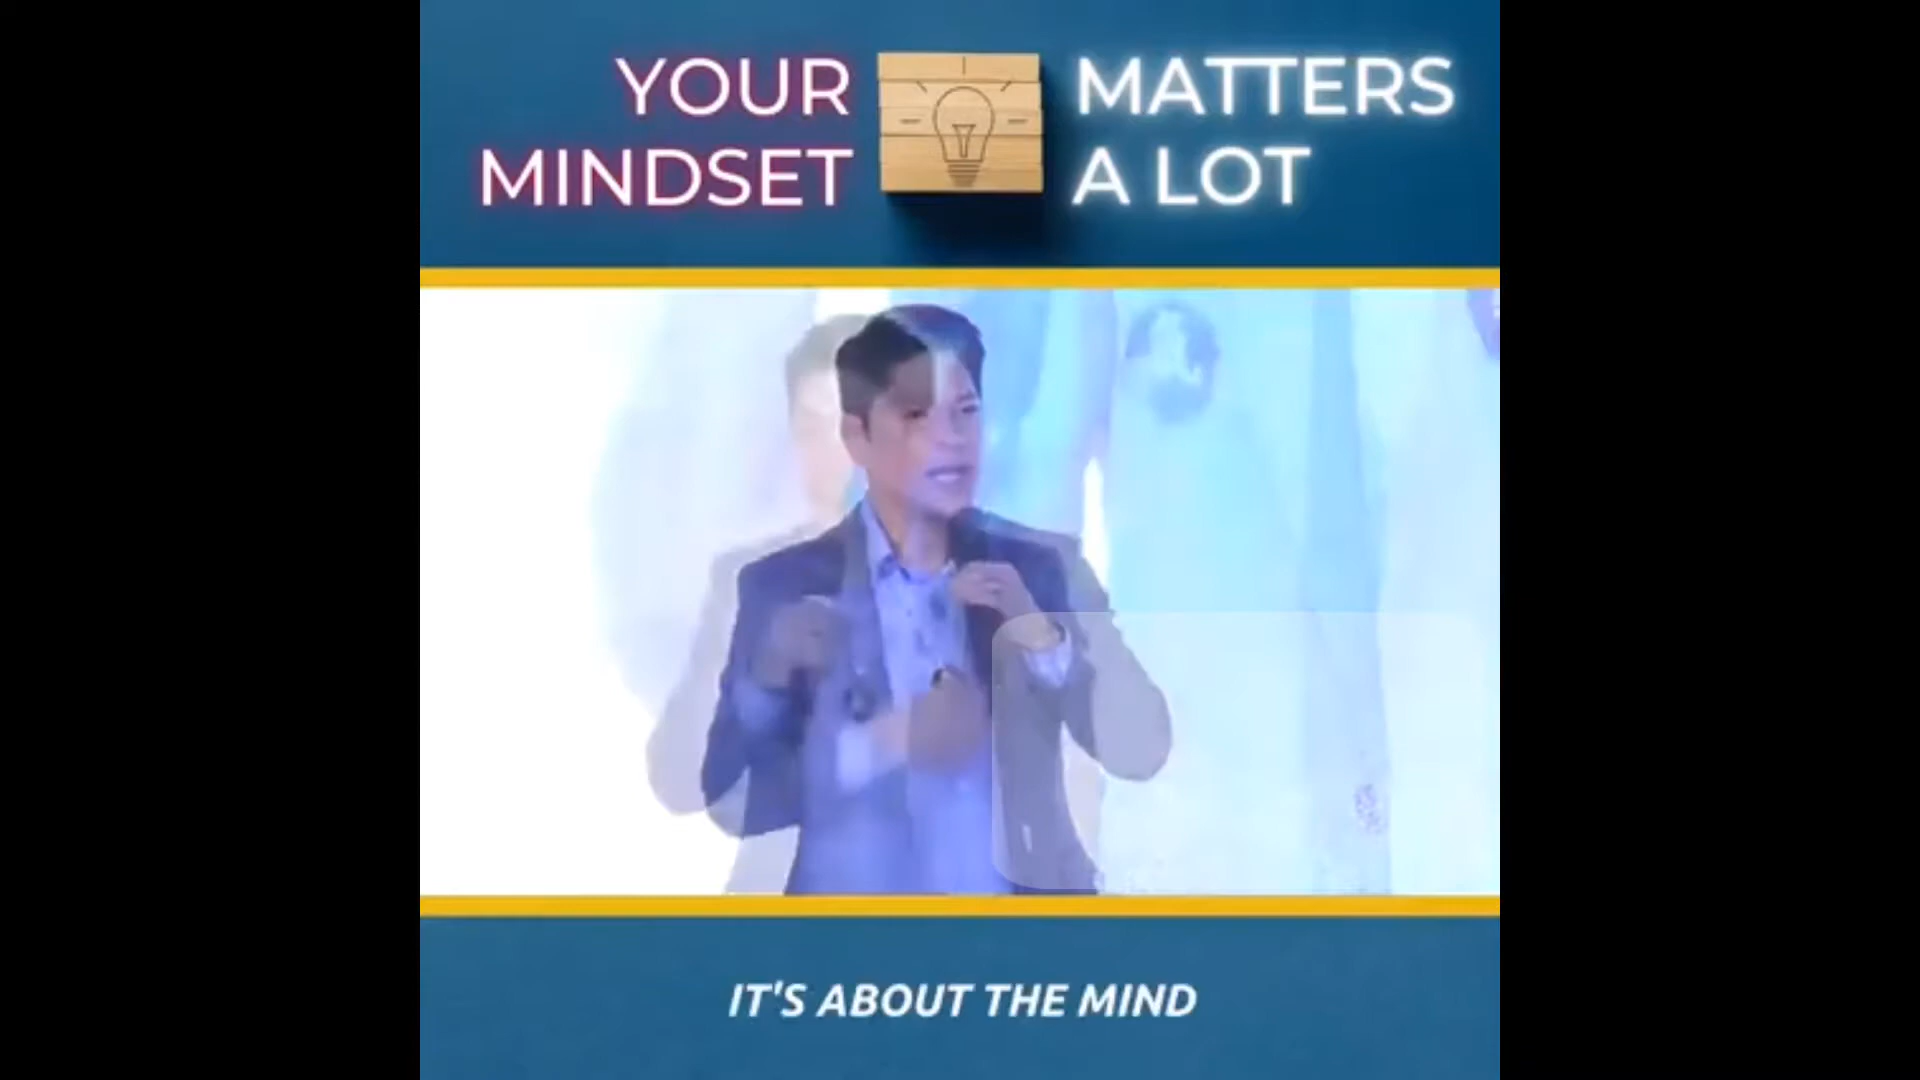 YOUR
MINDSET
MATTERS
A LOT
IT'S ABOUT THE MIND